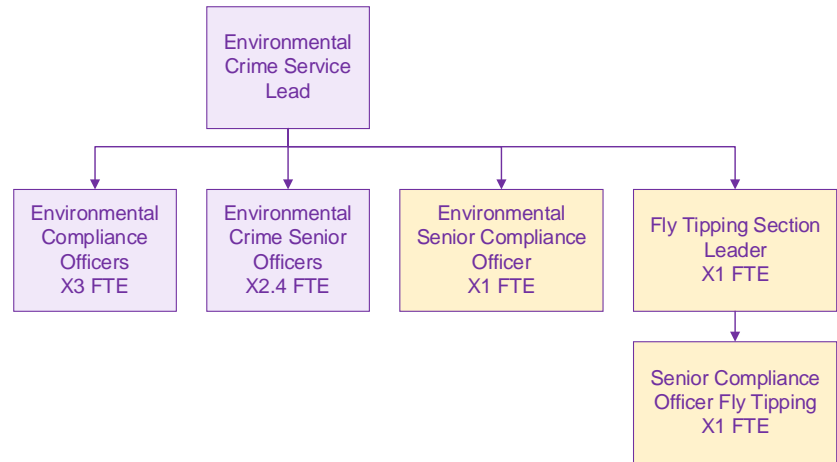 Environmental
Crime Service
Lead
Environmental
Compliance
Officers
X3 FTE
Environmental
Crime Senior
Officers
X2.4 FTE
Environmental
Senior Compliance
Officer
X1 FTE
Fly Tipping Section
Leader
X1 FTE
Senior Compliance
Officer Fly Tipping
X1 FTE